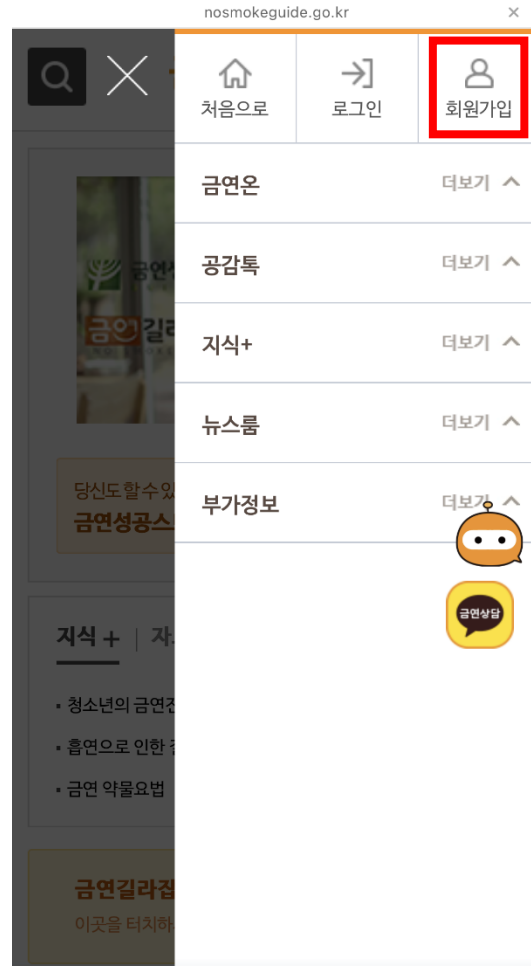 nosmokeguide.go.kr
처음으로
로그인
회원가입
금연온
더보기
공감톡
더보기
지식+
더보기
뉴스룸
더보기
부가정보
더보기
금연상담
당신도 할 수 있
금연성공스
지식 +
청소년의 금연
흡연으로 인한
금연 약물요법
금연길라잡
이곳을 터치하